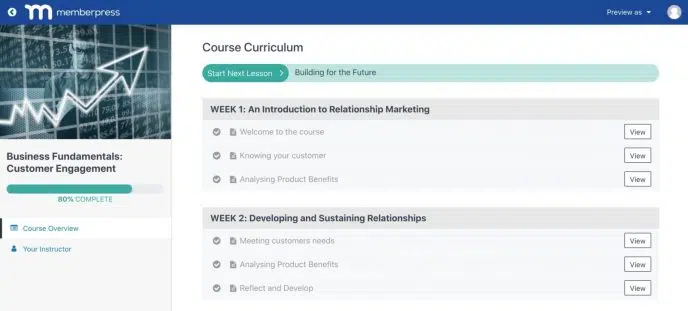 memberpress
Preview as
Business Fundamentals:
Customer Engagement
80% COMPLETE
Course Overview
Your Instructor
Course Curriculum
Start Next Lesson
Building for the Future
WEEK 1: An Introduction to Relationship Marketing
Welcome to the course View
Knowing your customer View
Analysing Product Benefits View
WEEK 2: Developing and Sustaining Relationships
Meeting customers needs View
Analysing Product Benefits View
Reflect and Develop View